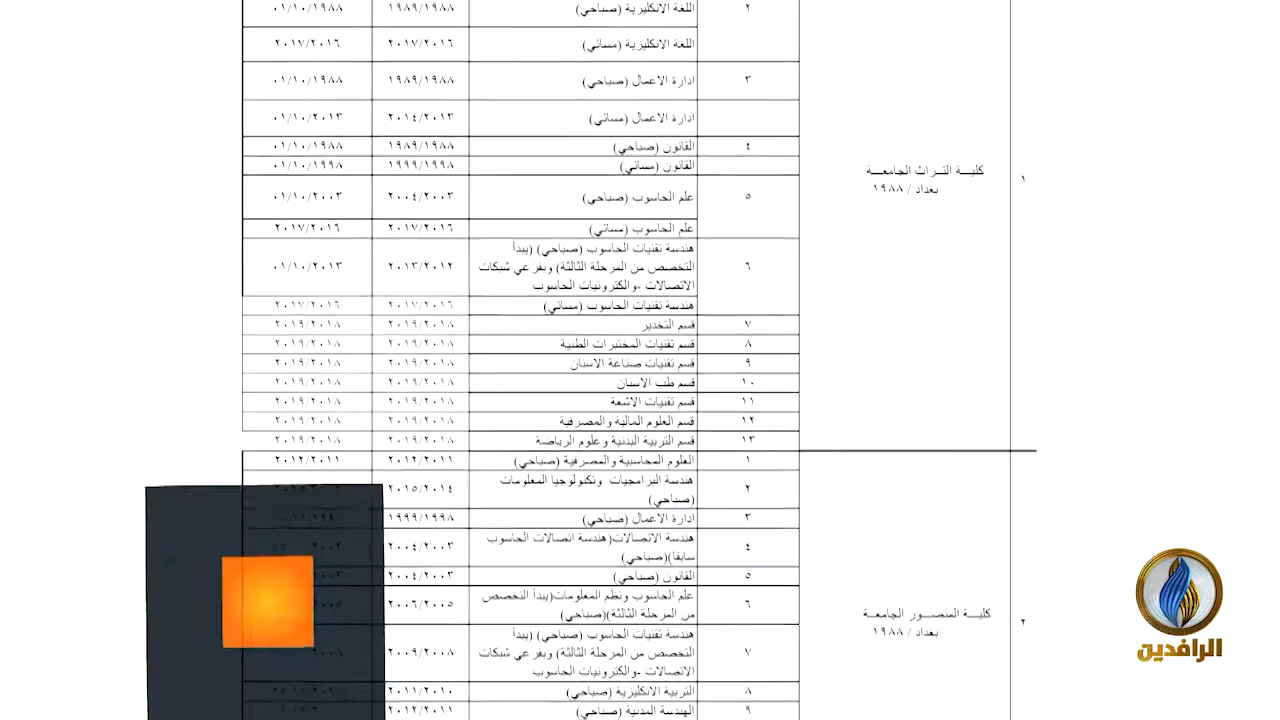 ٢ اللغة الانكليزية (صباحي) ١٩٨٩/١٩٨٨ ٠١/١٠/١٩٨٨
اللغة الانكليزية (مسائي) ٢٠١٧/٢٠١٦ ٢٠١٧/٢٠١٦
٣ ادارة الاعمال (صباحي) ١٩٨٩/١٩٨٨ ٠١/١٠/١٩٨٨
ادارة الاعمال (مسائي) ٢٠١٤/٢٠١٣ ٠١/١٠/٢٠١٣
٤ القانون (صباحي) ١٩٨٩/١٩٨٨ ٠١/١٠/١٩٨٨
القانون (مسائي) ١٩٩٩/١٩٩٨ ٠١/١٠/١٩٩٨
١ كليـــة التــراث الجامعـــة
بغداد / ١٩٨٨
٥ علم الحاسوب (صباحي) ٢٠٠٤/٢٠٠٣ ٠١/١٠/٢٠٠٣
علم الحاسوب (مسائي) ٢٠١٧/٢٠١٦ ٢٠١٧/٢٠١٦
هندسة تقنيات الحاسوب (صباحي) (يبدأ
٦ التخصص من المرحلة الثالثة) وبفرعي شبكات ٢٠١٣/٢٠١٢ ٠١/١٠/٢٠١٣
الاتصالات -والكترونيات الحاسوب
هندسة تقنيات الحاسوب (مسائي) ٢٠١٧/٢٠١٦ ٢٠١٧/٢٠١٦
٧ قسم التخدير ٢٠١٩/٢٠١٨ ٢٠١٩/٢٠١٨
٨ قسم تقنيات المختبرات الطبية ٢٠١٩/٢٠١٨ ٢٠١٩/٢٠١٨
٩ قسم تقنيات صناعة الاسنان ٢٠١٩/٢٠١٨ ٢٠١٩/٢٠١٨
١٠ قسم طب الاسنان ٢٠١٩/٢٠١٨ ٢٠١٩/٢٠١٨
١١ قسم تقنيات الاشعة ٢٠١٩/٢٠١٨ ٢٠١٩/٢٠١٨
١٢ قسم العلوم المالية والمصرفية ٢٠١٩/٢٠١٨ ٢٠١٩/٢٠١٨
١٣ قسم التربية البدنية وعلوم الرياضة ٢٠١٩/٢٠١٨ ٢٠١٩/٢٠١٨
١ العلوم المحاسبية والمصرفية (صباحي) ٢٠١٢/٢٠١١ ٢٠١٢/٢٠١١
٢ هندسة البرامجيات وتكنولوجيا المعلومات ٢٠١٥/٢٠١٤
(صباحي)
٣ ادارة الاعمال (صباحي) ١٩٩٩/١٩٩٨
٤ هندسة الاتصالات(هندسة اتصالات الحاسوب ٢٠٠٤/٢٠٠٣
سابقا)(صباحي)
٥ القانون (صباحي) ٢٠٠٤/٢٠٠٣
٦ علم الحاسوب ونظم المعلومات(يبدأ التخصص ٢٠٠٦/٢٠٠٥
من المرحلة الثالثة)(صباحي)
٢ كليـــة المنصـــور الجامعة
بغداد / ١٩٨٨
هندسة تقنيات الحاسوب (صباحي) (يبدأ
٧ التخصص من المرحلة الثالثة) وبفرعي شبكات ٢٠٠٩/٢٠٠٨
الاتصالات -والكترونيات الحاسوب
٨ التربية الانكليزية (صباحي) ٢٠١١/٢٠١٠
٩ الهندسة المدنية (صباحي) ٢٠١٢/٢٠١١
الرافدين